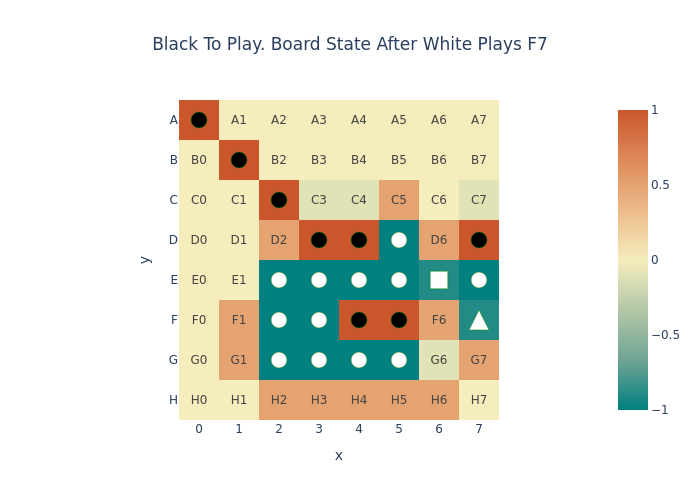 Black To Play. Board State After White Plays F7
A A1 A2 A3 A4 A5 A6 A7 1
B B0 B2 B3 B4 B5 B6 B7
C C0 C1 C3 C4 C5 C6 C7 0.5
D D0 D1 D2 D6
y E E0 E1 0
F F0 F1 F6 −0.5
G G0 G1 G6 G7
H H0 H1 H2 H3 H4 H5 H6 H7 −1
0 1 2 3 4 5 6 7
x